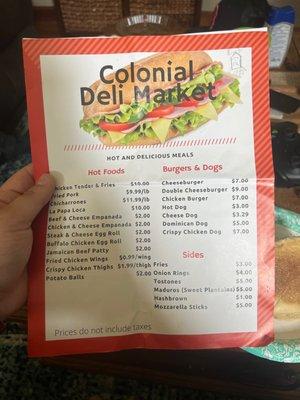 Colonial
Deli Market
HOT AND DELICIOUS MEALS
Hot Foods
Chicken Tender & Fries $10.00
Fried Pork $9.99/lb
Chicharrones $11.99/lb
La Papa Loca $10.00
Beef & Cheese Empanada $2.00
Chicken & Cheese Empanada $2.00
Steak & Cheese Egg Roll $2.00
Buffalo Chicken Egg Roll $2.00
Jamaican Beef Patty $2.00
Fried Chicken Wings $0.99/wing
Crispy Chicken Thighs $1.99/thigh
Potato Balls $2.00
Burgers & Dogs
Cheeseburger $7.00
Double Cheeseburger $9.00
Chicken Burger $7.00
Hot Dog $3.00
Cheese Dog $3.29
Dominican Dog $5.00
Crispy Chicken Dog $7.00
Sides
Fries $3.00
Onion Rings $4.00
Tostones $5.00
Maduros (Sweet Plantains) $5.00
Hashbrown $1.00
Mozzarella Sticks $5.00
Prices do not include taxes